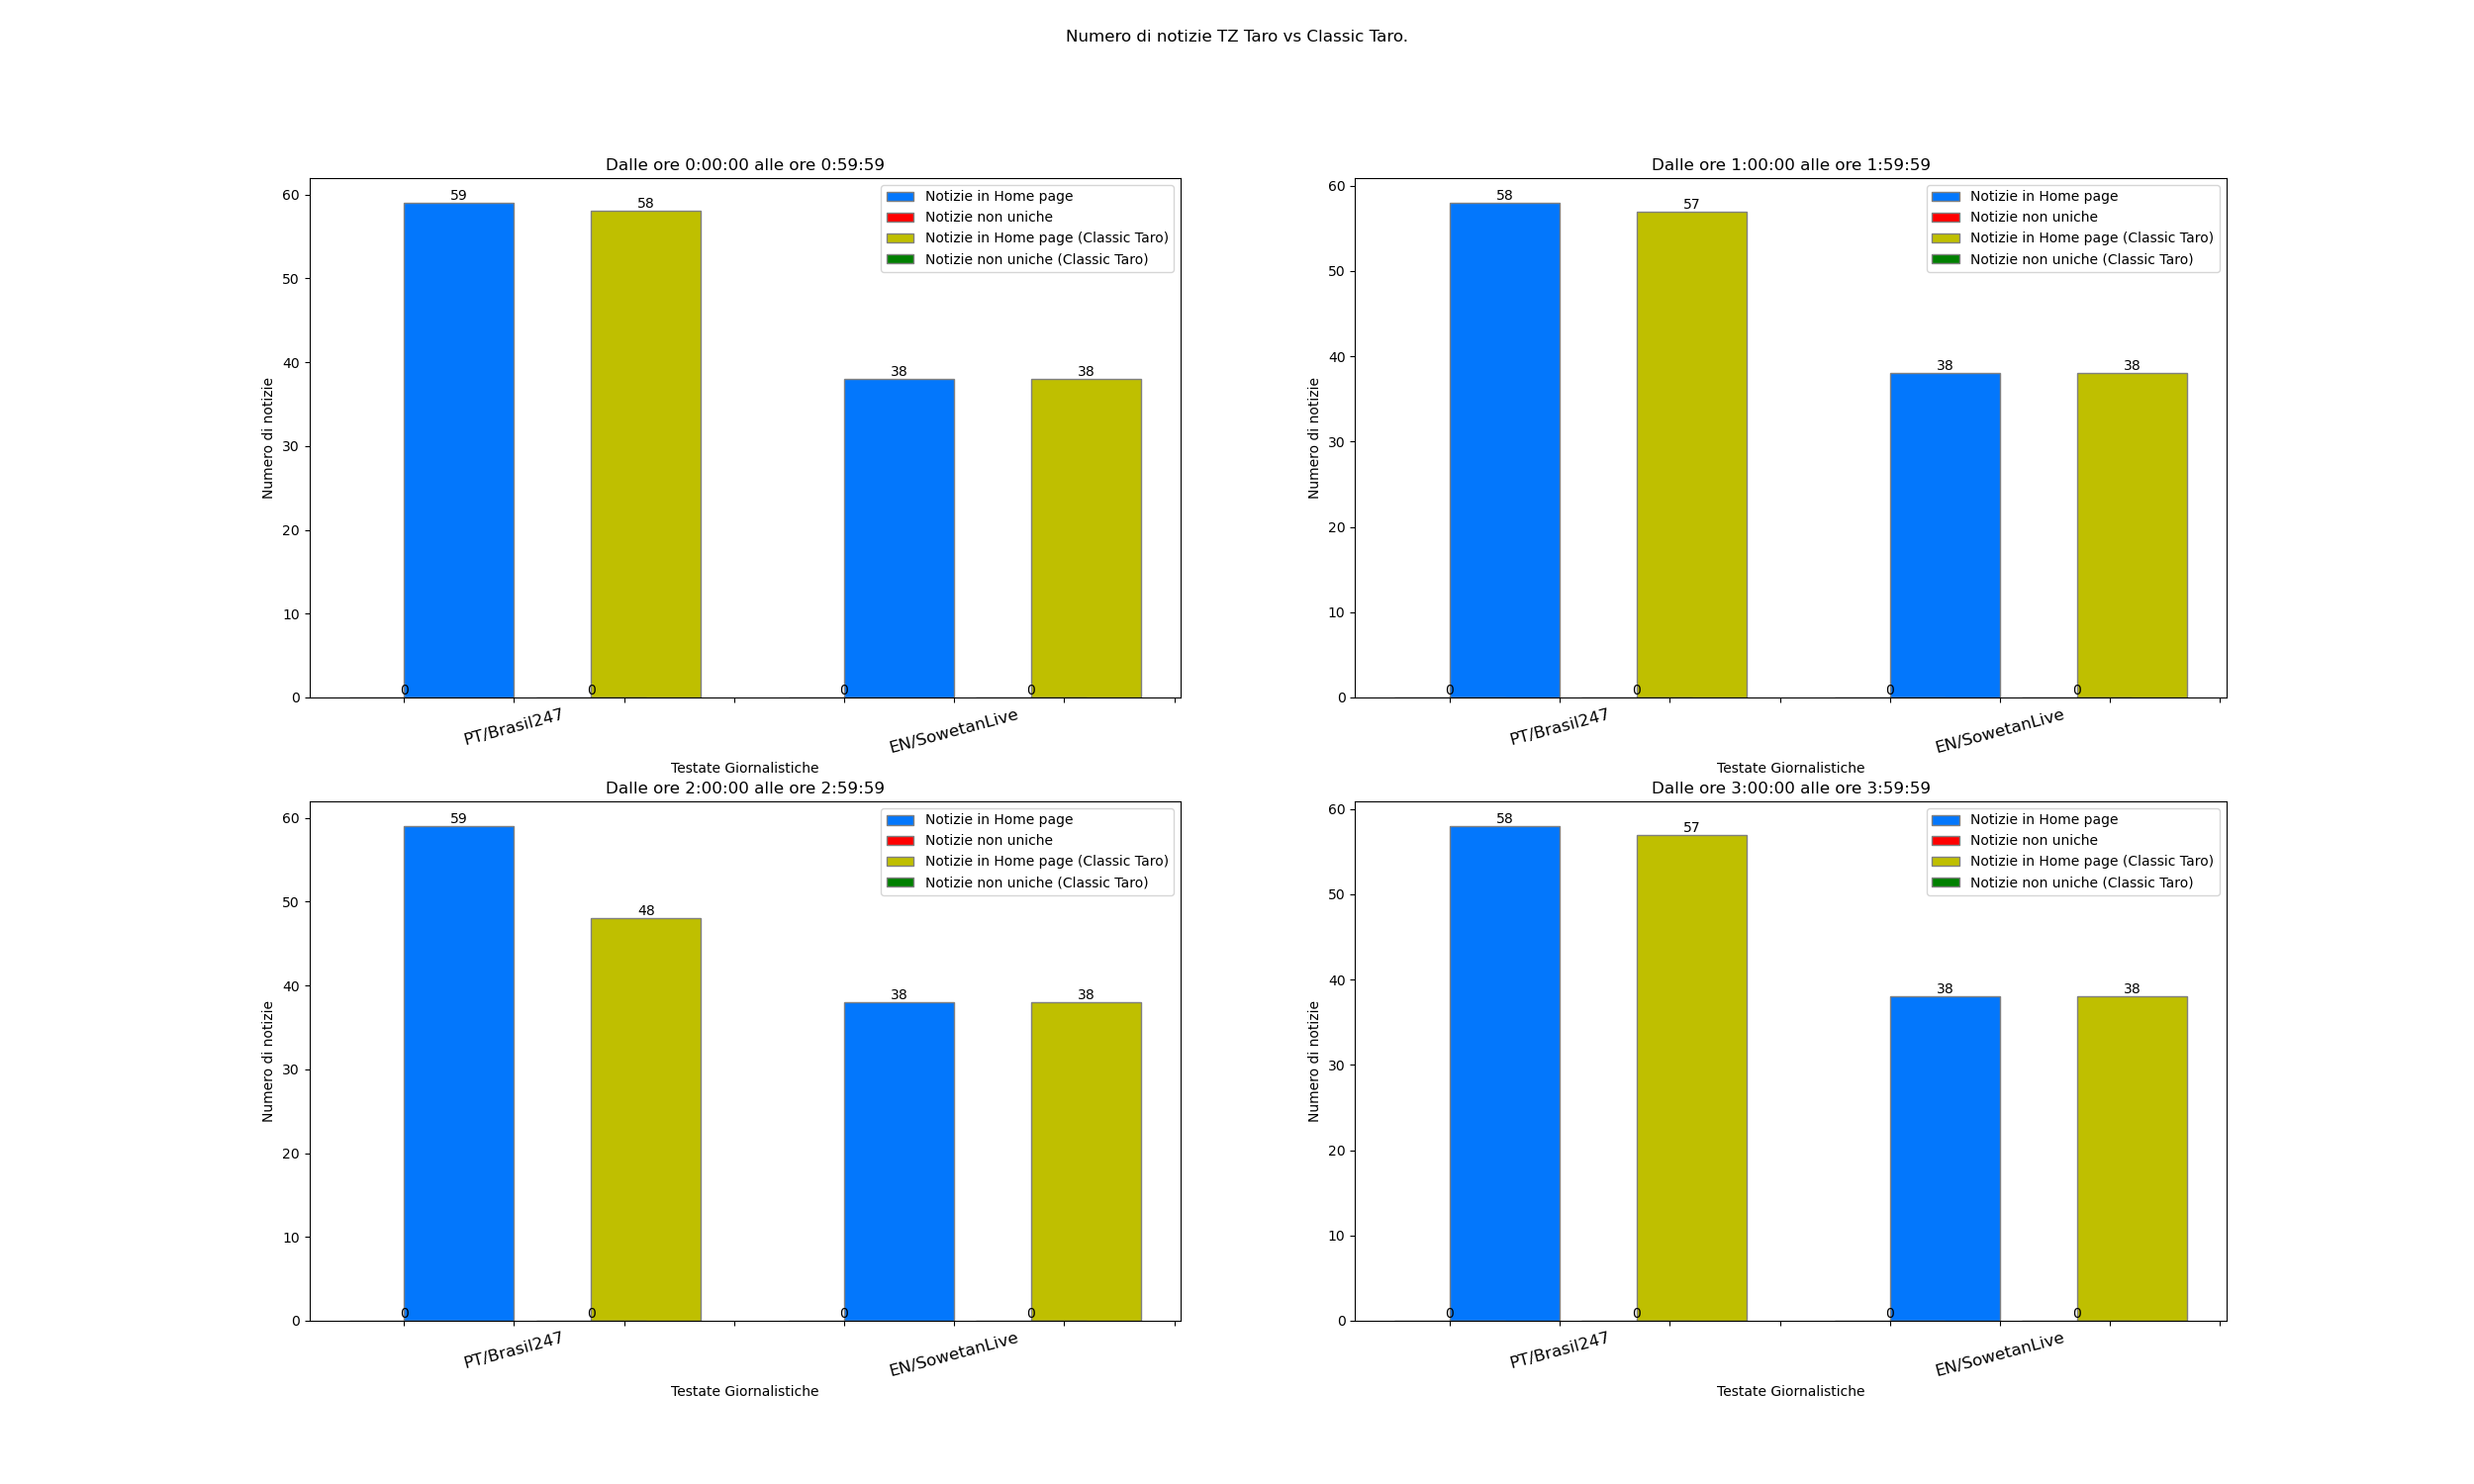 Numero di notizie TZ Taro vs Classic Taro.
Dalle ore 0:00:00 alle ore 0:59:59
Numero di notizie
60
50
40
30
20
10
0
59
58
38
38
0
0
0
0
Notizie in Home page
Notizie non uniche
Notizie in Home page (Classic Taro)
Notizie non uniche (Classic Taro)
PT/Brasil247
EN/SowetanLive
Testate Giornalistiche
Dalle ore 1:00:00 alle ore 1:59:59
Numero di notizie
60
50
40
30
20
10
0
58
57
38
38
0
0
0
0
Notizie in Home page
Notizie non uniche
Notizie in Home page (Classic Taro)
Notizie non uniche (Classic Taro)
PT/Brasil247
EN/SowetanLive
Testate Giornalistiche
Dalle ore 2:00:00 alle ore 2:59:59
Numero di notizie
60
50
40
30
20
10
0
59
48
38
38
0
0
0
0
Notizie in Home page
Notizie non uniche
Notizie in Home page (Classic Taro)
Notizie non uniche (Classic Taro)
PT/Brasil247
EN/SowetanLive
Testate Giornalistiche
Dalle ore 3:00:00 alle ore 3:59:59
Numero di notizie
60
50
40
30
20
10
0
58
57
38
38
0
0
0
0
Notizie in Home page
Notizie non uniche
Notizie in Home page (Classic Taro)
Notizie non uniche (Classic Taro)
PT/Brasil247
EN/SowetanLive
Testate Giornalistiche